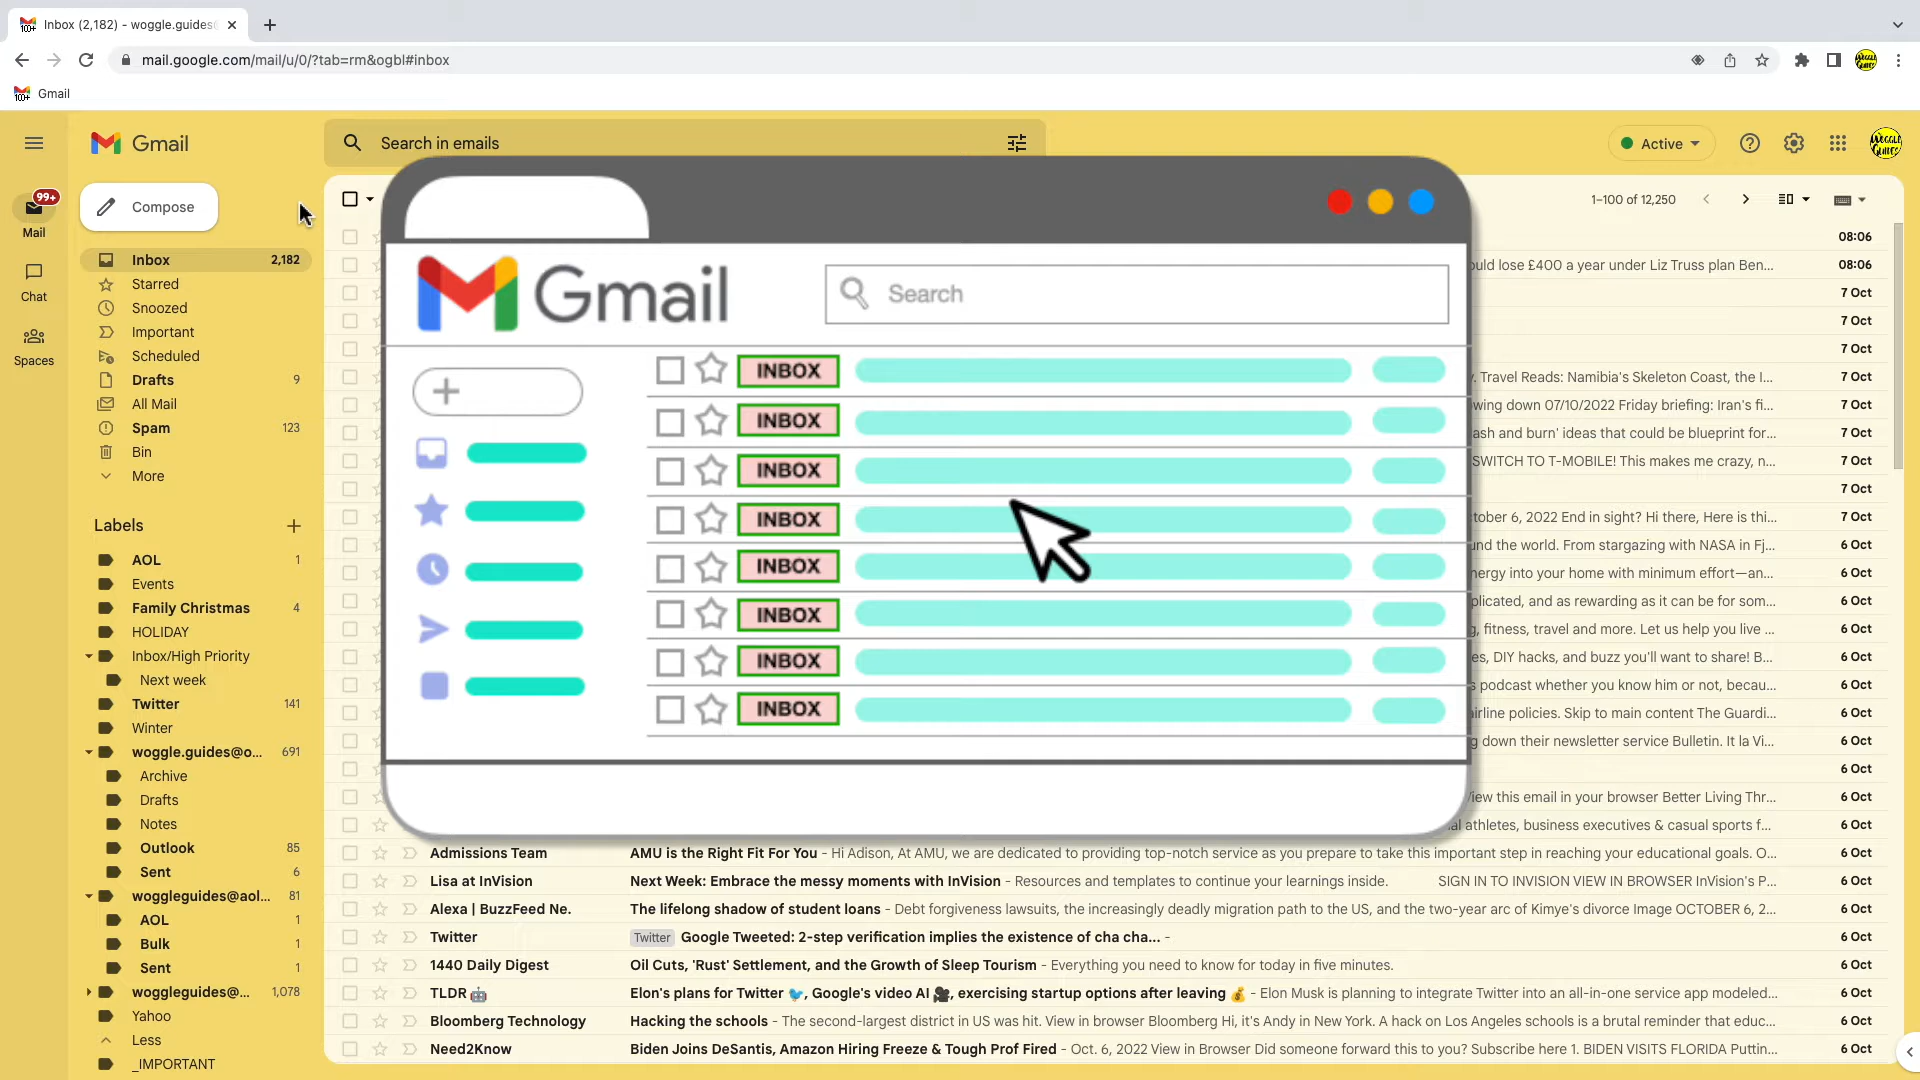 Inbox (2,182) - woggle.guides
mail.google.com/mail/u/0/?tab=rm&ogbl#inbox
Gmail
Gmail
Search in emails
Active
99+
Mail
Chat
Spaces
Compose
Inbox 2,182
Starred
Snoozed
Important
Scheduled
Drafts 9
All Mail
Spam 123
Bin
More
Labels
AOL 1
Events
Family Christmas 4
HOLIDAY
Inbox/High Priority
Next week
Twitter 141
Winter
woggle.guides@o... 691
Archive
Drafts
Notes
Outlook 85
Sent 6
woggleguides@aol... 81
AOL 1
Bulk 1
Sent 1
woggleguides@... 1,078
Yahoo
Less
_IMPORTANT
1–100 of 12,250
Gmail
Search
INBOX
INBOX
INBOX
INBOX
INBOX
INBOX
INBOX
INBOX
08:06
lose £400 a year under Liz Truss plan Ben... 08:06
7 Oct
7 Oct
7 Oct
Travel Reads: Namibia's Skeleton Coast, the I... 7 Oct
down 07/10/2022 Friday briefing: Iran's fi... 7 Oct
and burn' ideas that could be blueprint for... 7 Oct
SWITCH TO T-MOBILE! This makes me crazy, n... 7 Oct
7 Oct
6, 2022 End in sight? Hi there, Here is thi... 7 Oct
the world. From stargazing with NASA in Fj... 6 Oct
into your home with minimum effort—an... 6 Oct
and as rewarding as it can be for som... 6 Oct
fitness, travel and more. Let us help you live ... 6 Oct
DIY hacks, and buzz you'll want to share! B... 6 Oct
podcast whether you know him or not, becau... 6 Oct
policies. Skip to main content The Guardi... 6 Oct
down their newsletter service Bulletin. It la Vi... 6 Oct
6 Oct
this email in your browser Better Living Thr... 6 Oct
athletes, business executives & casual sports f... 6 Oct
Admissions Team AMU is the Right Fit For You - Hi Adison, At AMU, we are dedicated to providing top-notch service as you prepare to take this important step in reaching your educational goals. O... 6 Oct
Lisa at InVision Next Week: Embrace the messy moments with InVision - Resources and templates to continue your learnings inside. SIGN IN TO INVISION VIEW IN BROWSER InVision's P... 6 Oct
Alexa | BuzzFeed Ne. The lifelong shadow of student loans - Debt forgiveness lawsuits, the increasingly deadly migration path to the US, and the two-year arc of Kimye's divorce Image OCTOBER 6, 2... 6 Oct
Twitter Twitter Google Tweeted: 2-step verification implies the existence of cha cha... - 6 Oct
1440 Daily Digest Oil Cuts, 'Rust' Settlement, and the Growth of Sleep Tourism - Everything you need to know for today in five minutes. 6 Oct
TLDR 🤖 Elon's plans for Twitter 🐦, Google's video AI 🎥, exercising startup options after leaving 💰 - Elon Musk is planning to integrate Twitter into an all-in-one service app modeled... 6 Oct
Bloomberg Technology Hacking the schools - The second-largest district in US was hit. View in browser Bloomberg Hi, it's Andy in New York. A hack on Los Angeles schools is a brutal reminder that educ... 6 Oct
Need2Know Biden Joins DeSantis, Amazon Hiring Freeze & Tough Prof Fired - Oct. 6, 2022 View in Browser Did someone forward this to you? Subscribe here 1. BIDEN VISITS FLORIDA Puttin... 6 Oct